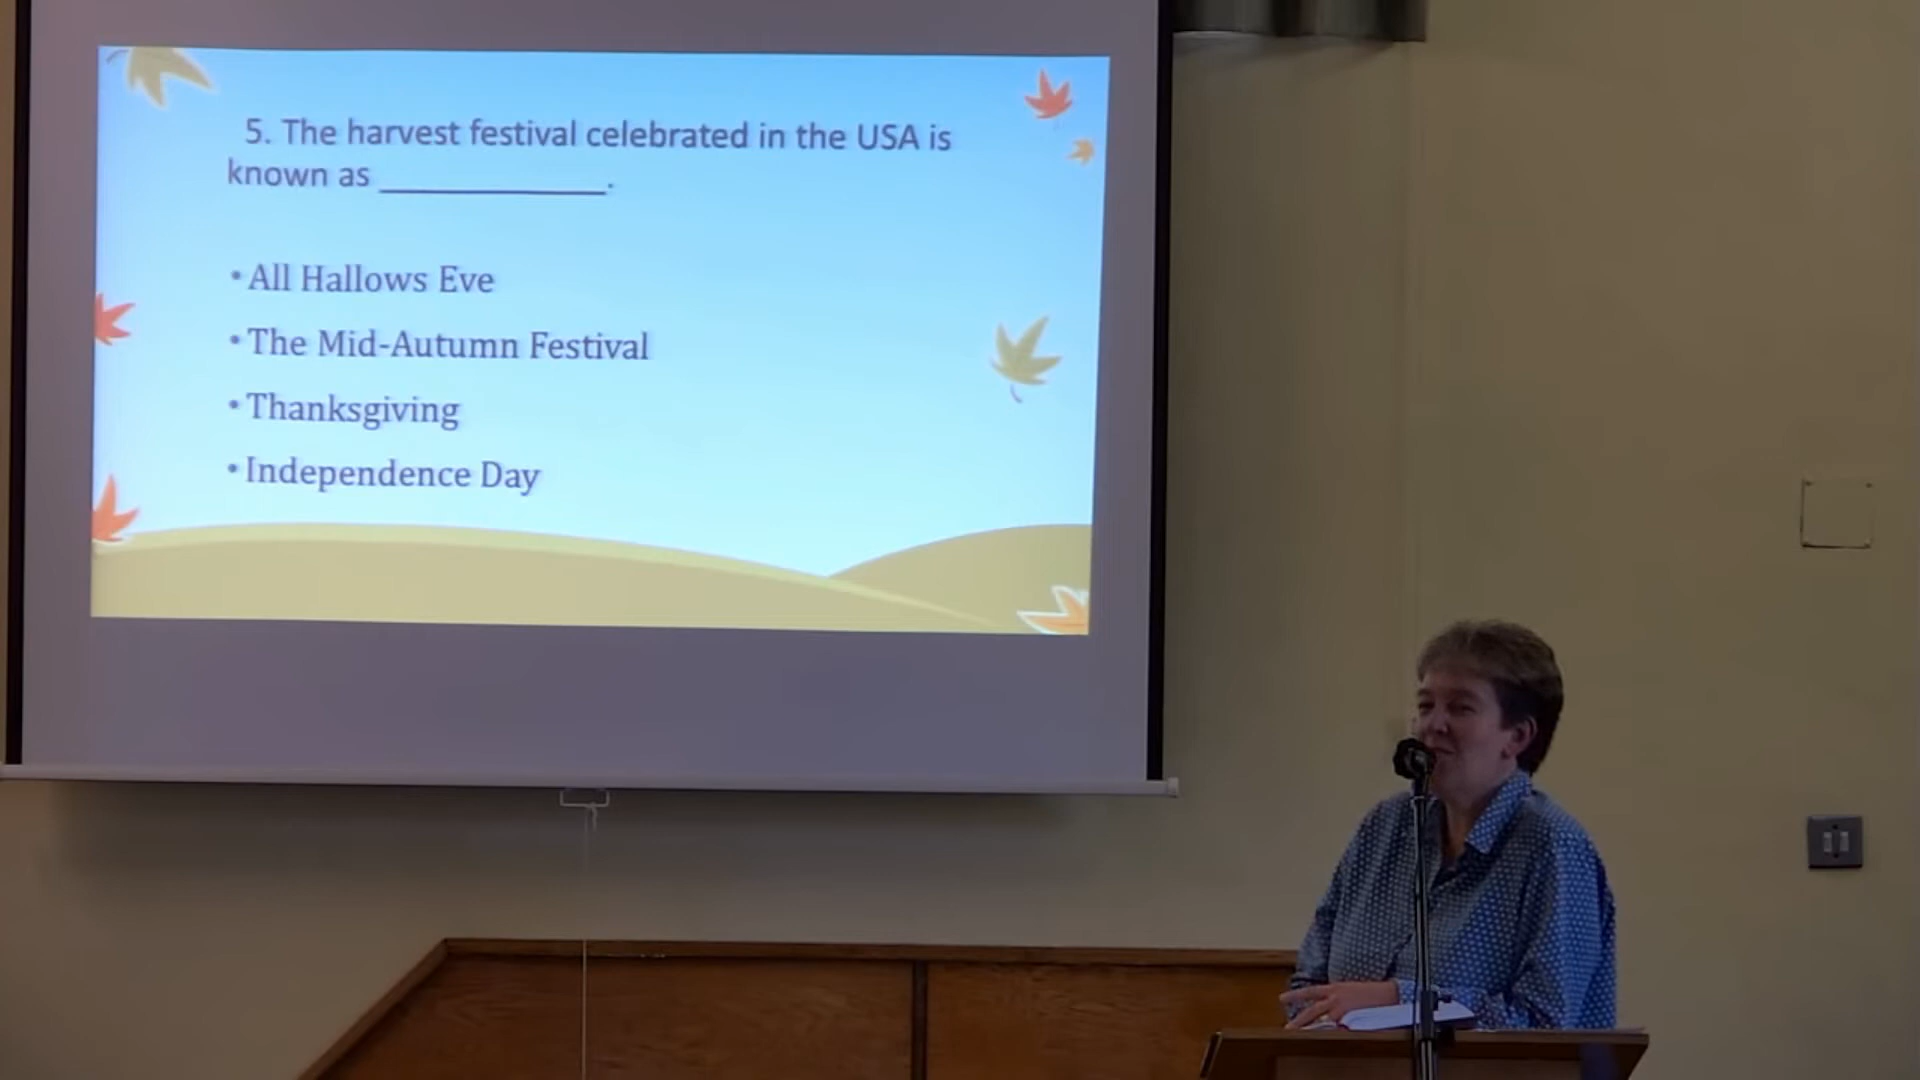 5. The harvest festival celebrated in the USA is
known as ____________.
• All Hallows Eve
• The Mid-Autumn Festival
• Thanksgiving
• Independence Day